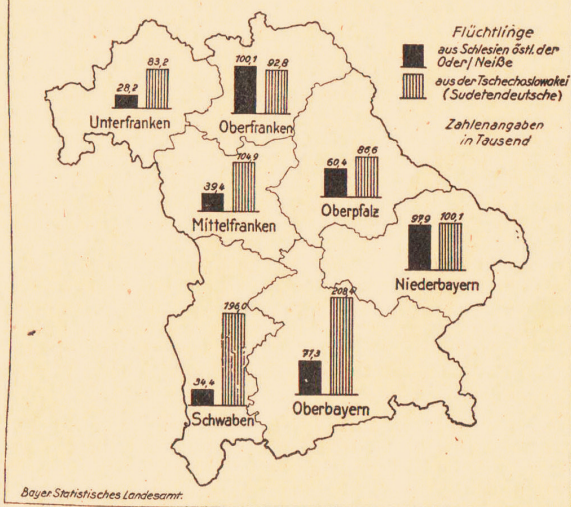 Flüchtlinge
aus Schlesien östl. der
Oder/Neiße
aus der Tschechoslowakei
(Sudetendeutsche)
Zahlenangaben
in Tausend
28,2
83,2
Unterfranken
100,1
92,8
Oberfranken
39,4
104,9
Mittelfranken
60,4
86,6
Oberpfalz
97,9
100,1
Niederbayern
34,4
196,0
Schwaben
77,3
Oberbayern
Bayer. Statistisches Landesamt.